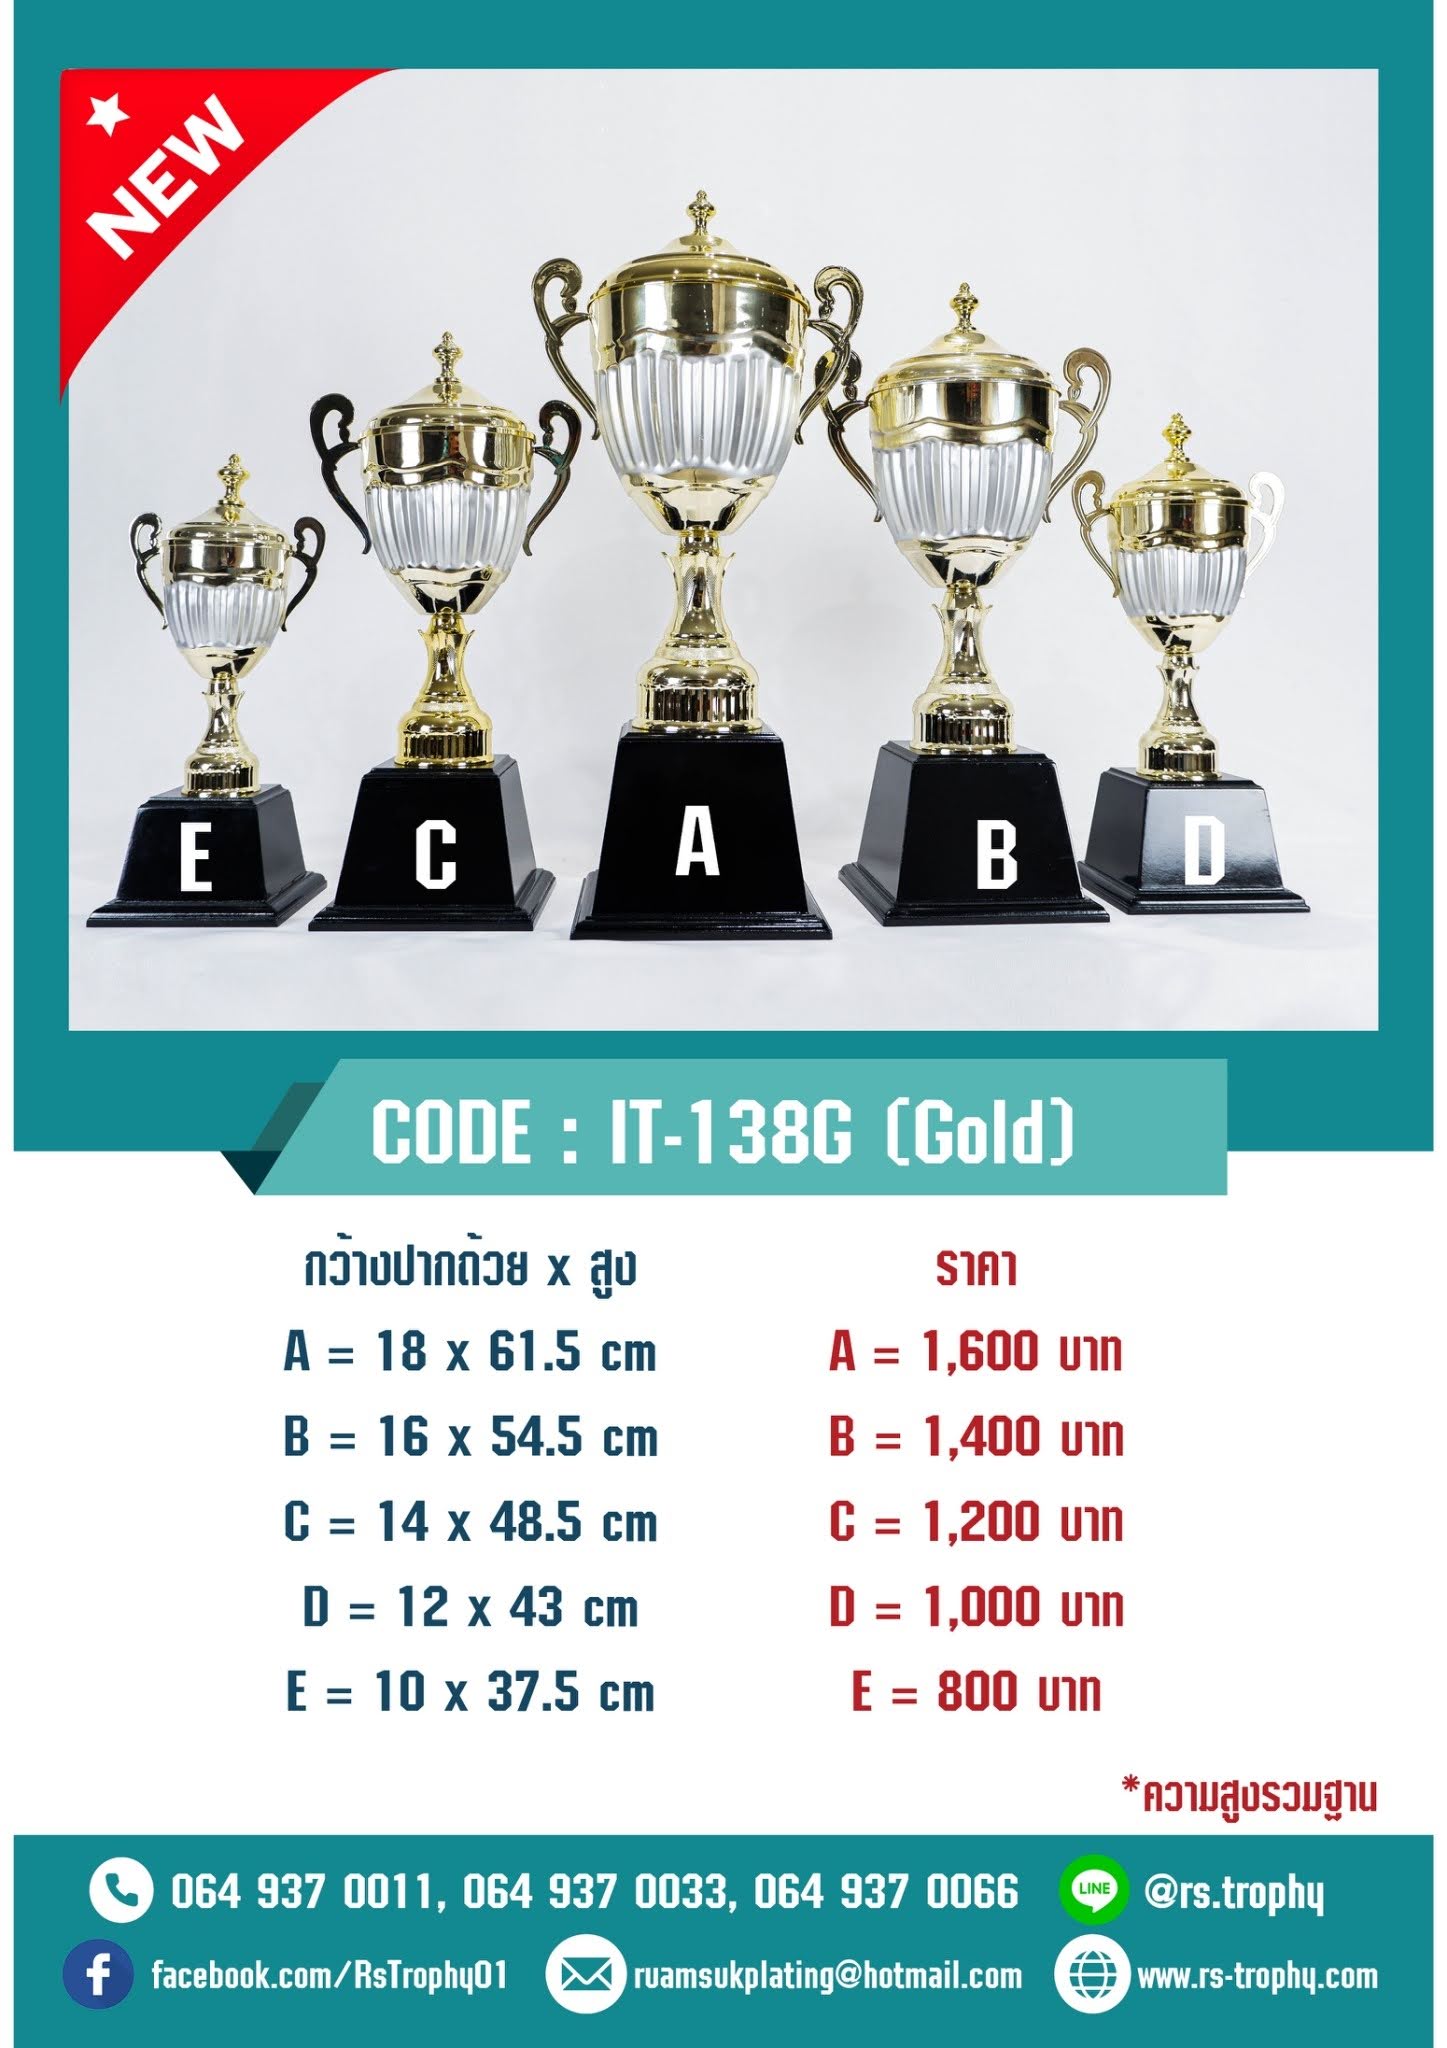 NEW
E
C
A
B
D
CODE : IT-138G (Gold)
กว้างปากถ้วย x สูง
A = 18 x 61.5 cm
B = 16 x 54.5 cm
C = 14 x 48.5 cm
D = 12 x 43 cm
E = 10 x 37.5 cm
ราคา
A = 1,600 บาท
B = 1,400 บาท
C = 1,200 บาท
D = 1,000 บาท
E = 800 บาท
*ความสูงรวมฐาน
064 937 0011, 064 937 0033, 064 937 0066
LINE @rs.trophy
facebook.com/RsTrophy01
ruamsukplating@hotmail.com
www.rs-trophy.com